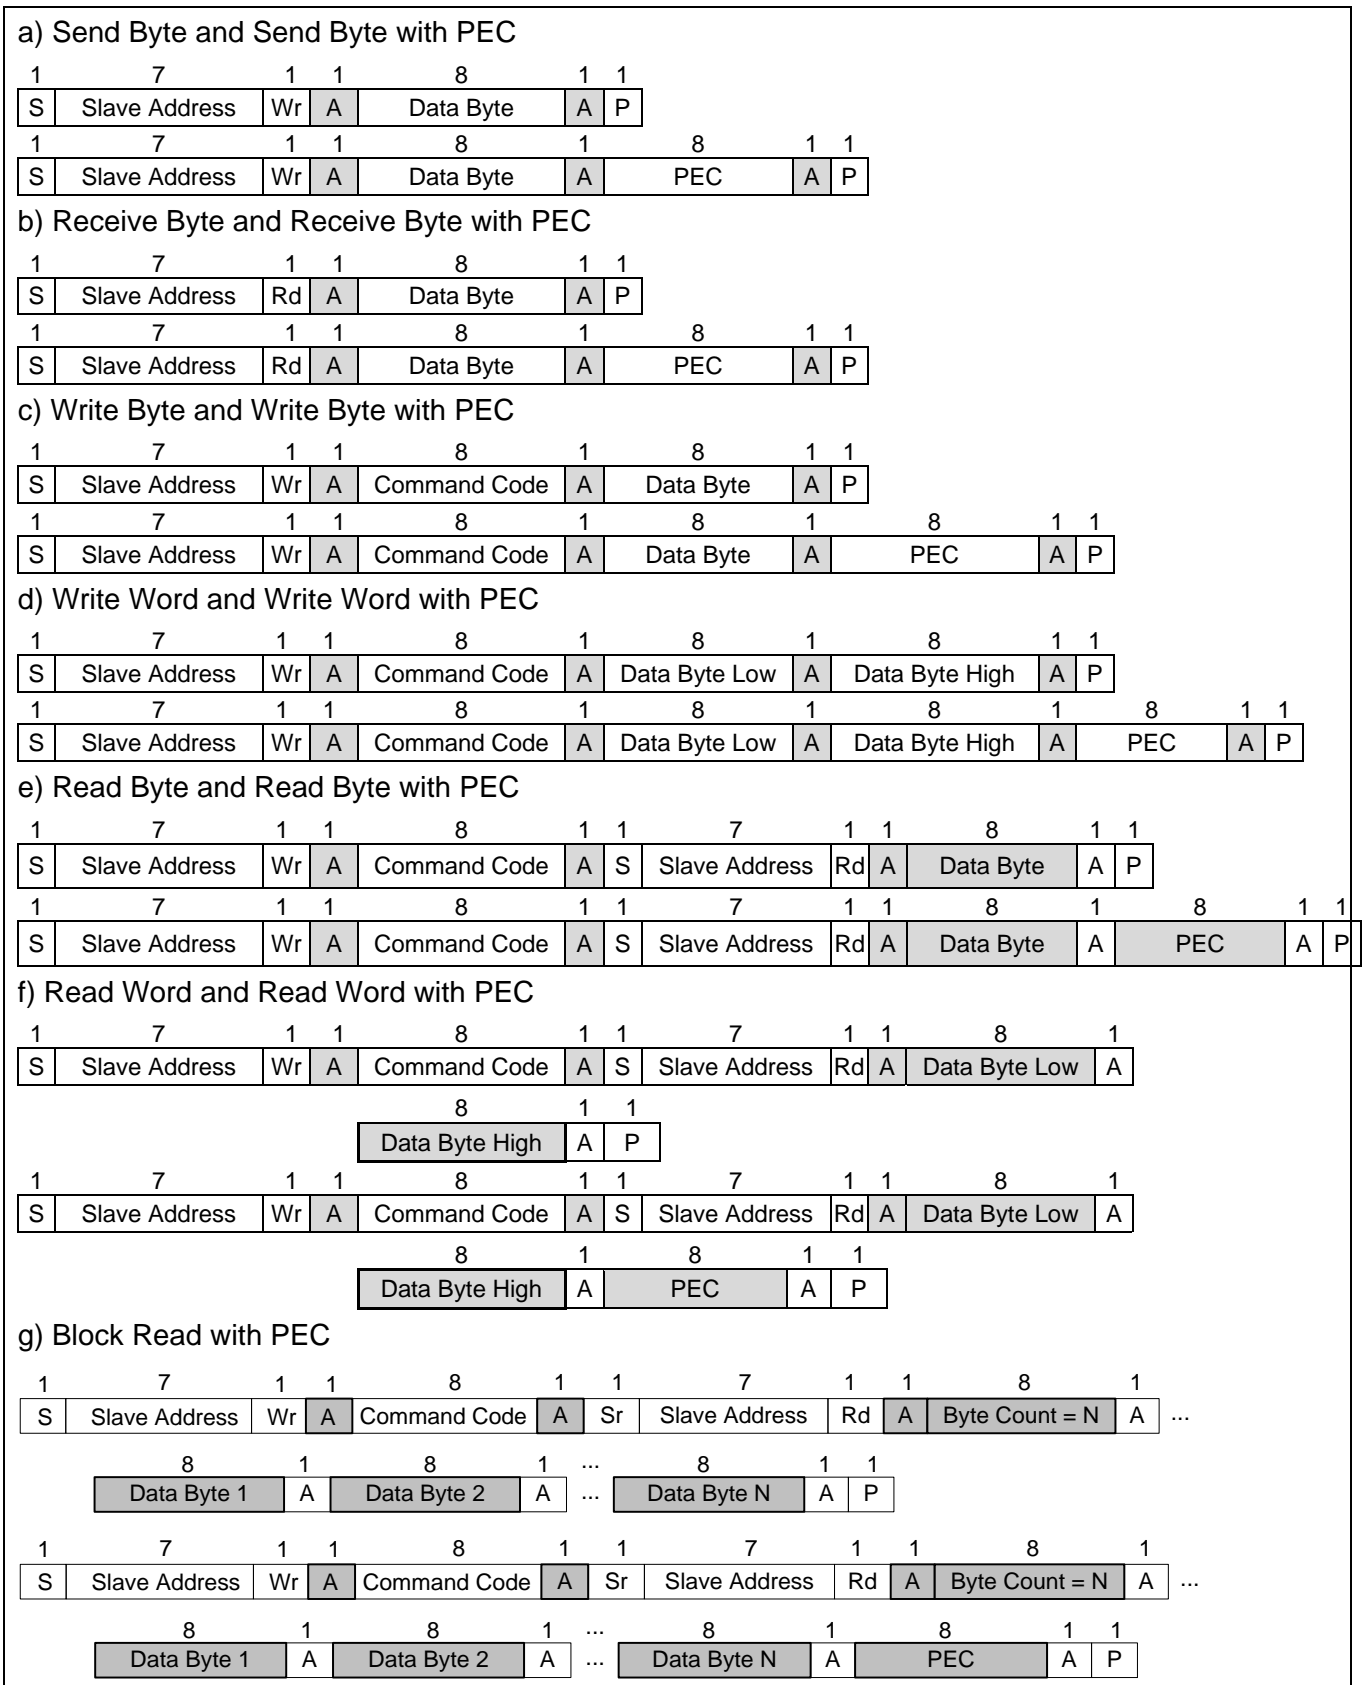 a) Send Byte and Send Byte with PEC
1 7 1 1 8 1 1
S Slave Address Wr A Data Byte A P
1 7 1 1 8 1 8 1 1
S Slave Address Wr A Data Byte A PEC A P
b) Receive Byte and Receive Byte with PEC
1 7 1 1 8 1 1
S Slave Address Rd A Data Byte A P
1 7 1 1 8 1 8 1 1
S Slave Address Rd A Data Byte A PEC A P
c) Write Byte and Write Byte with PEC
1 7 1 1 8 1 8 1 1
S Slave Address Wr A Command Code A Data Byte A P
1 7 1 1 8 1 8 1 8 1 1
S Slave Address Wr A Command Code A Data Byte A PEC A P
d) Write Word and Write Word with PEC
1 7 1 1 8 1 8 1 8 1 1
S Slave Address Wr A Command Code A Data Byte Low A Data Byte High A P
1 7 1 1 8 1 8 1 8 1 8 1 1
S Slave Address Wr A Command Code A Data Byte Low A Data Byte High A PEC A P
e) Read Byte and Read Byte with PEC
1 7 1 1 8 1 1 7 1 1 8 1 1
S Slave Address Wr A Command Code A S Slave Address Rd A Data Byte A P
1 7 1 1 8 1 1 7 1 1 8 1 8 1 1
S Slave Address Wr A Command Code A S Slave Address Rd A Data Byte A PEC A P
f) Read Word and Read Word with PEC
1 7 1 1 8 1 1 7 1 1 8 1
S Slave Address Wr A Command Code A S Slave Address Rd A Data Byte Low A
8 1 1
Data Byte High A P
1 7 1 1 8 1 1 7 1 1 8 1
S Slave Address Wr A Command Code A S Slave Address Rd A Data Byte Low A
8 1 8 1 1
Data Byte High A PEC A P
g) Block Read with PEC
1 7 1 1 8 1 1 7 1 1 8 1
S Slave Address Wr A Command Code A Sr Slave Address Rd A Byte Count = N A ...
8 1 8 1 ... 8 1 1
Data Byte 1 A Data Byte 2 A ... Data Byte N A P
1 7 1 1 8 1 1 7 1 1 8 1
S Slave Address Wr A Command Code A Sr Slave Address Rd A Byte Count = N A ...
8 1 8 1 ... 8 1 8 1 1
Data Byte 1 A Data Byte 2 A ... Data Byte N A PEC A P